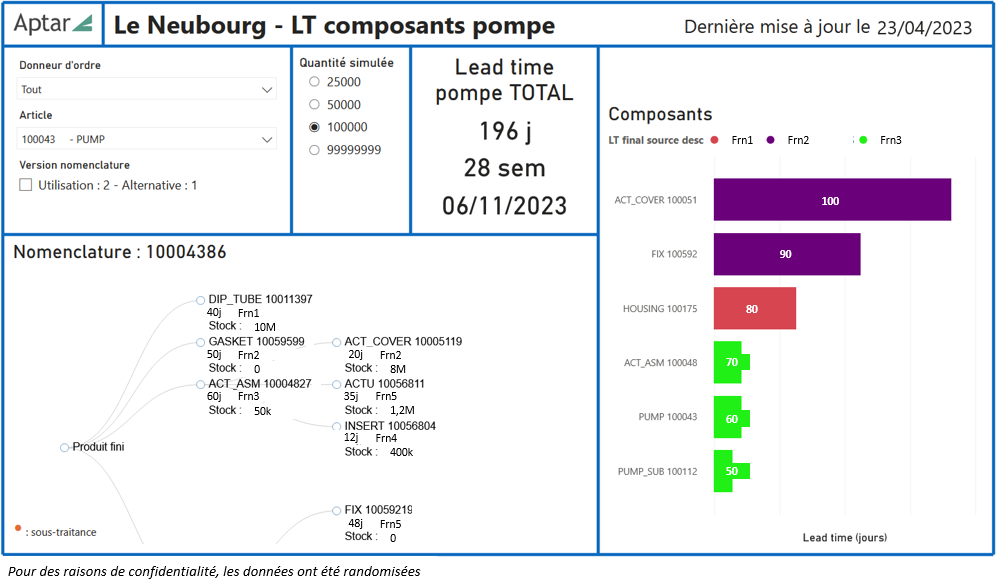 Aptar
Le Neubourg - LT composants pompe
Dernière mise à jour le 23/04/2023
Donneur d'ordre
Tout
Article
100043 - PUMP
Version nomenclature
Utilisation : 2 - Alternative : 1
Quantité simulée
25000
50000
100000
99999999
Lead time
pompe TOTAL
196 j
28 sem
06/11/2023
Composants
LT final source desc Frn1 Frn2 Frn3
ACT_COVER 100051 100
FIX 100592 90
HOUSING 100175 80
ACT_ASM 100048 70
PUMP 100043 60
PUMP_SUB 100112 50
Lead time (jours)
Nomenclature : 10004386
DIP_TUBE 10011397
40j Frn1
Stock : 10M
GASKET 10059599
50j Frn2
Stock : 0
ACT_ASM 10004827
60j Frn3
Stock : 50k
ACT_COVER 10005119
20j Frn2
Stock : 8M
ACTU 10056811
35j Frn5
Stock : 1,2M
INSERT 10056804
12j Frn4
Stock : 400k
Produit fini
FIX 10059219
48j Frn5
Stock : 0
: sous-traitance
Pour des raisons de confidentialité, les données ont été randomisées